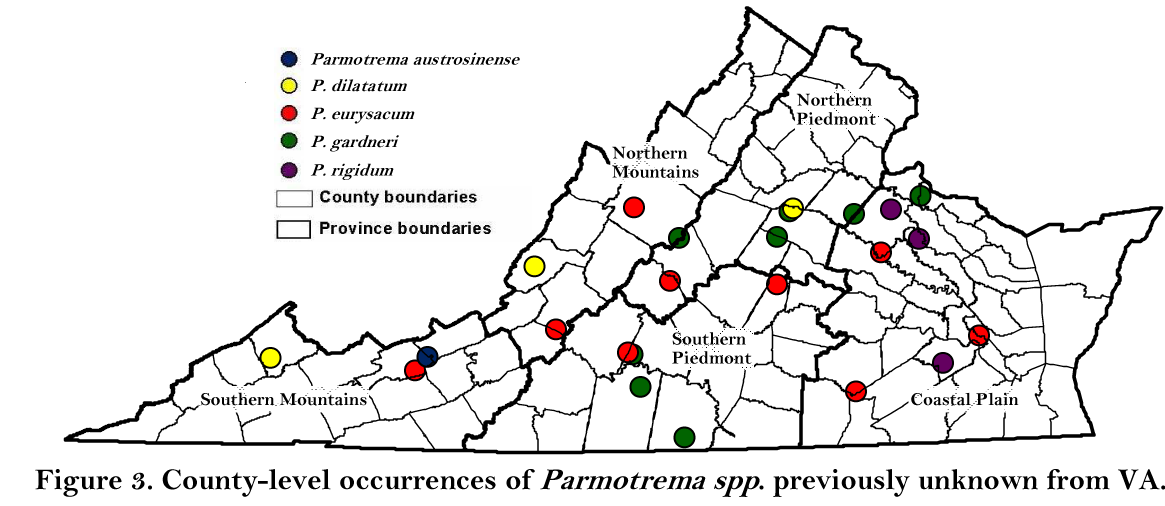 Parmotrema austrosinense
P. dilatatum
P. eurysacum
P. gardneri
P. rigidum
County boundaries
Province boundaries
Northern
Piedmont
Northern
Mountains
Southern
Piedmont
Southern Mountains
Coastal Plain
Figure 3. County-level occurrences of Parmotrema spp. previously unknown from VA.